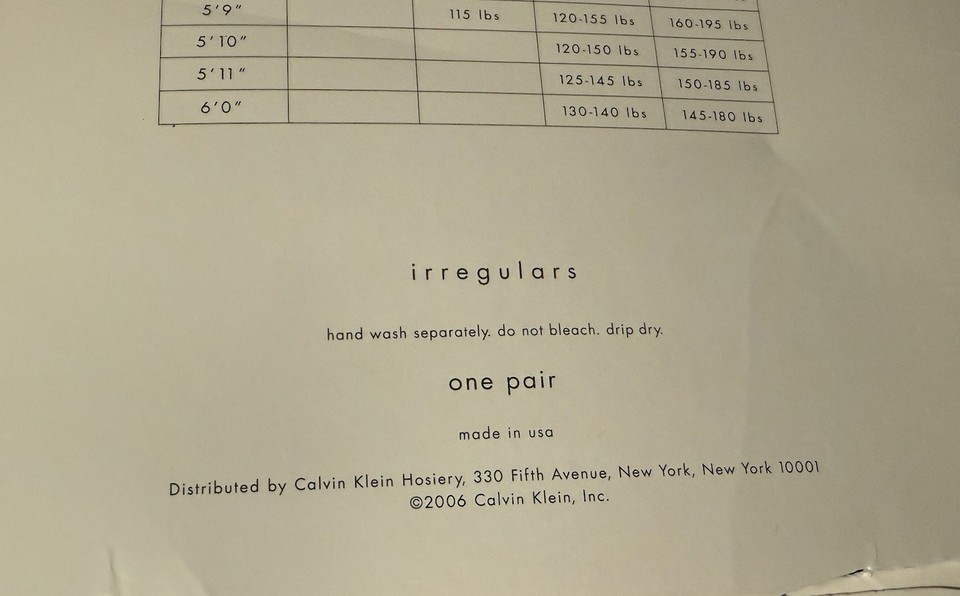 5'9" 115 lbs 120-155 lbs 160-195 lbs
5'10" 120-150 lbs 155-190 lbs
5'11" 125-145 lbs 150-185 lbs
6'0" 130-140 lbs 145-180 lbs
irregulars
hand wash separately. do not bleach. drip dry.
one pair
made in usa
Distributed by Calvin Klein Hosiery, 330 Fifth Avenue, New York, New York 10001
©2006 Calvin Klein, Inc.